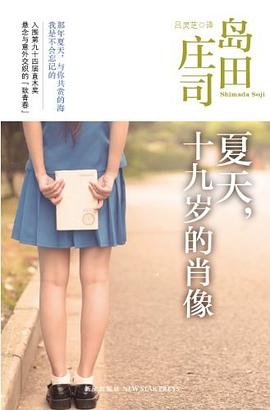 岛田庄司
Shimada Soji
吕灵芝◎译
那年夏天，与你共赏的海
我是不会忘记的
入围第九十四届直木奖
悬念与意外交织的「致青春」
夏天，
十九岁的肖像
新星出版社 NEW STAR PRESS